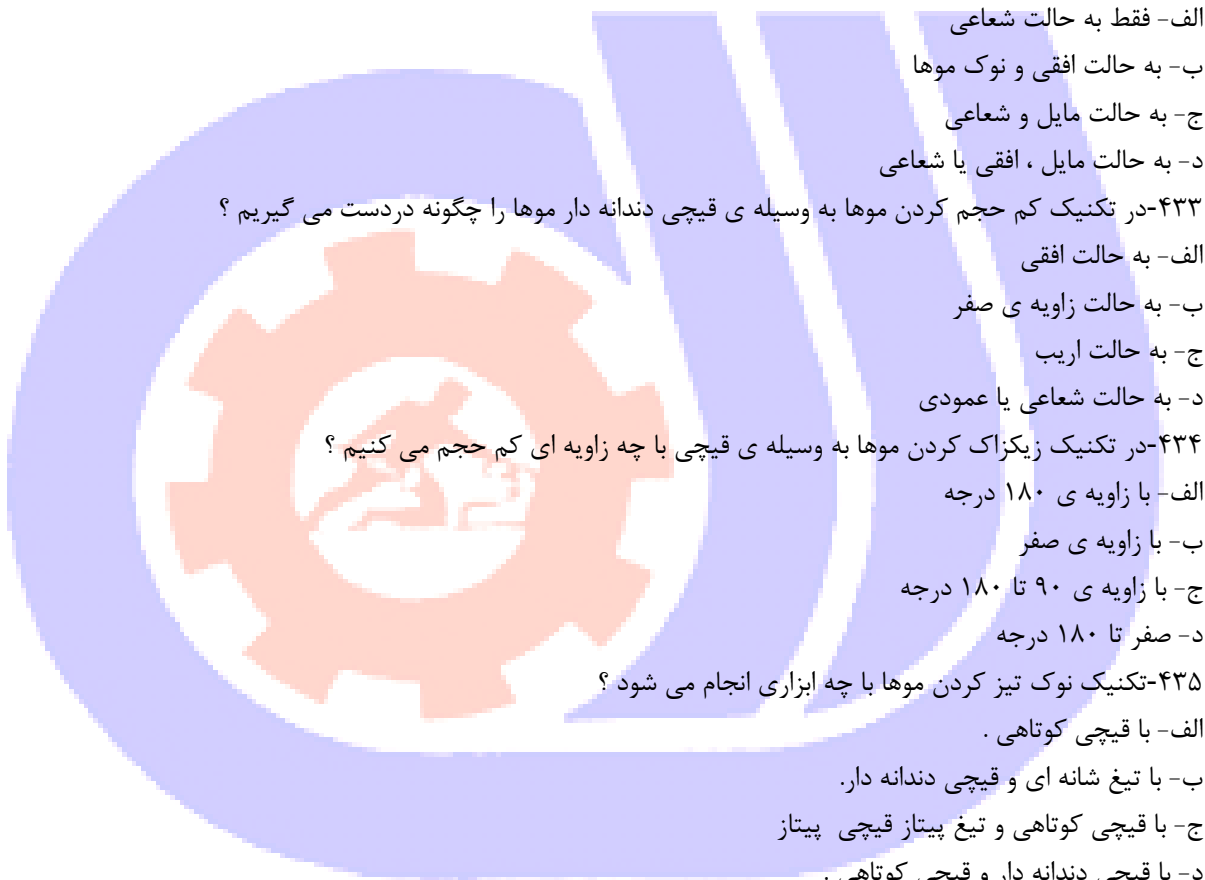 الف- فقط به حالت شعاعی
ب- به حالت افقی و نوک موها
ج- به حالت مایل و شعاعی
د- به حالت مایل ، افقی یا شعاعی
۴۳۳-در تکنیک کم حجم کردن موها به وسیله ی قیچی دندانه دار موها را چگونه دردست می گیریم ؟
الف- به حالت افقی
ب- به حالت زاویه ی صفر
ج- به حالت اریب
د- به حالت شعاعی یا عمودی
۴۳۴-در تکنیک زیکزاک کردن موها به وسیله ی قیچی با چه زاویه ای کم حجم می کنیم ؟
الف- با زاویه ی ۱۸۰ درجه
ب- با زاویه ی صفر
ج- با زاویه ی ۹۰ تا ۱۸۰ درجه
د- صفر تا ۱۸۰ درجه
۴۳۵-تکنیک نوک تیز کردن موها با چه ابزاری انجام می شود ؟
الف- با قیچی کوتاهی .
ب- با تیغ شانه ای و قیچی دندانه دار.
ج- با قیچی کوتاهی و تیغ پیتاز قیچی پیتاز
د- با قیچی دندانه دار و قیچی کوتاهی .